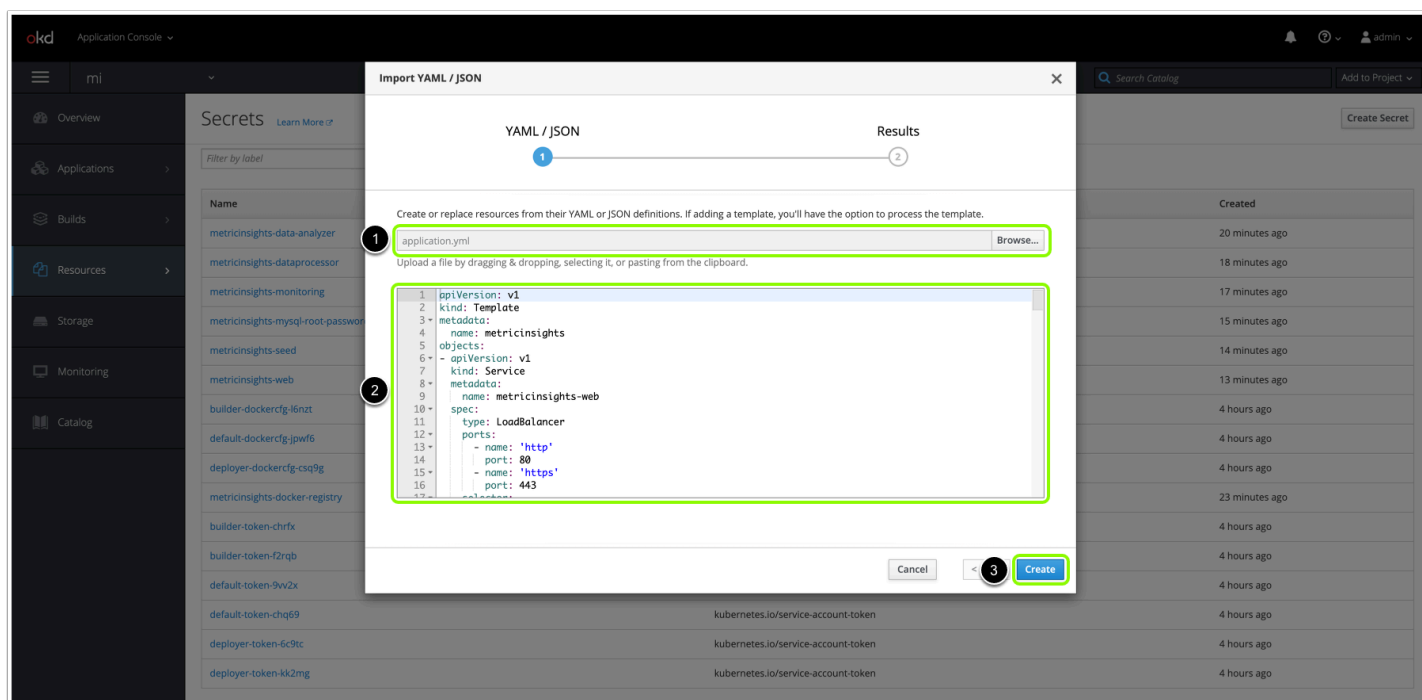 okd Application Console
admin
mi
Search Catalog
Add to Project
Overview
Applications
Builds
Resources
Storage
Monitoring
Catalog
Secrets Learn More
Create Secret
Filter by label
Name
Created
metricinsights-data-analyzer
20 minutes ago
metricinsights-dataprocessor
18 minutes ago
metricinsights-monitoring
17 minutes ago
metricinsights-mysql-root-passwor
15 minutes ago
metricinsights-seed
14 minutes ago
metricinsights-web
13 minutes ago
builder-dockercfg-l6nzt
4 hours ago
default-dockercfg-jpwf6
4 hours ago
deployer-dockercfg-csq9g
4 hours ago
metricinsights-docker-registry
23 minutes ago
builder-token-chrfx
4 hours ago
builder-token-f2rqb
4 hours ago
default-token-9vv2x
4 hours ago
default-token-chq69 kubernetes.io/service-account-token 4 hours ago
deployer-token-6c9tc kubernetes.io/service-account-token 4 hours ago
deployer-token-kk2mg kubernetes.io/service-account-token 4 hours ago
Import YAML / JSON
YAML / JSON
Results
1
2
Create or replace resources from their YAML or JSON definitions. If adding a template, you'll have the option to process the template.
1
application.yml Browse...
Upload a file by dragging & dropping, selecting it, or pasting from the clipboard.
2
1 apiVersion: v1
2 kind: Template
3 metadata:
4 name: metricinsights
5 objects:
6 - apiVersion: v1
7 kind: Service
8 metadata:
9 name: metricinsights-web
10 spec:
11 type: LoadBalancer
12 ports:
13 - name: 'http'
14 port: 80
15 - name: 'https'
16 port: 443
17 selector:
Cancel
<
3
Create